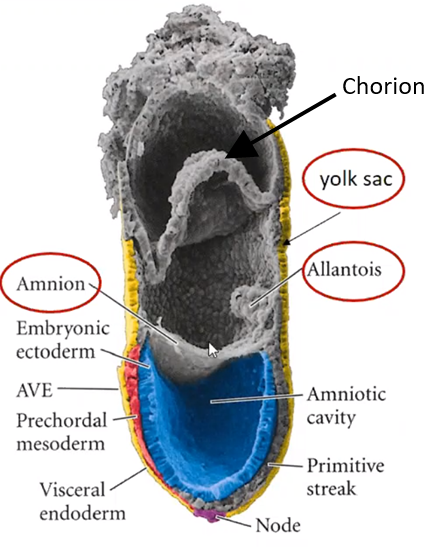 Chorion
yolk sac
Allantois
Amnion
Embryonic
ectoderm
AVE
Prechordal
mesoderm
Visceral
endoderm
Amniotic
cavity
Primitive
streak
Node